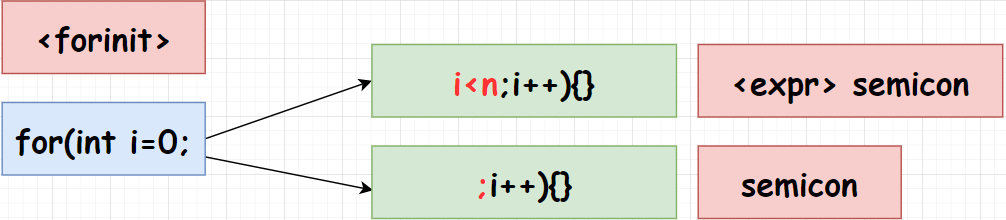 <forinit>
i<n;i++){}
<expr> semicon
for(int i=0;
;i++){}
semicon